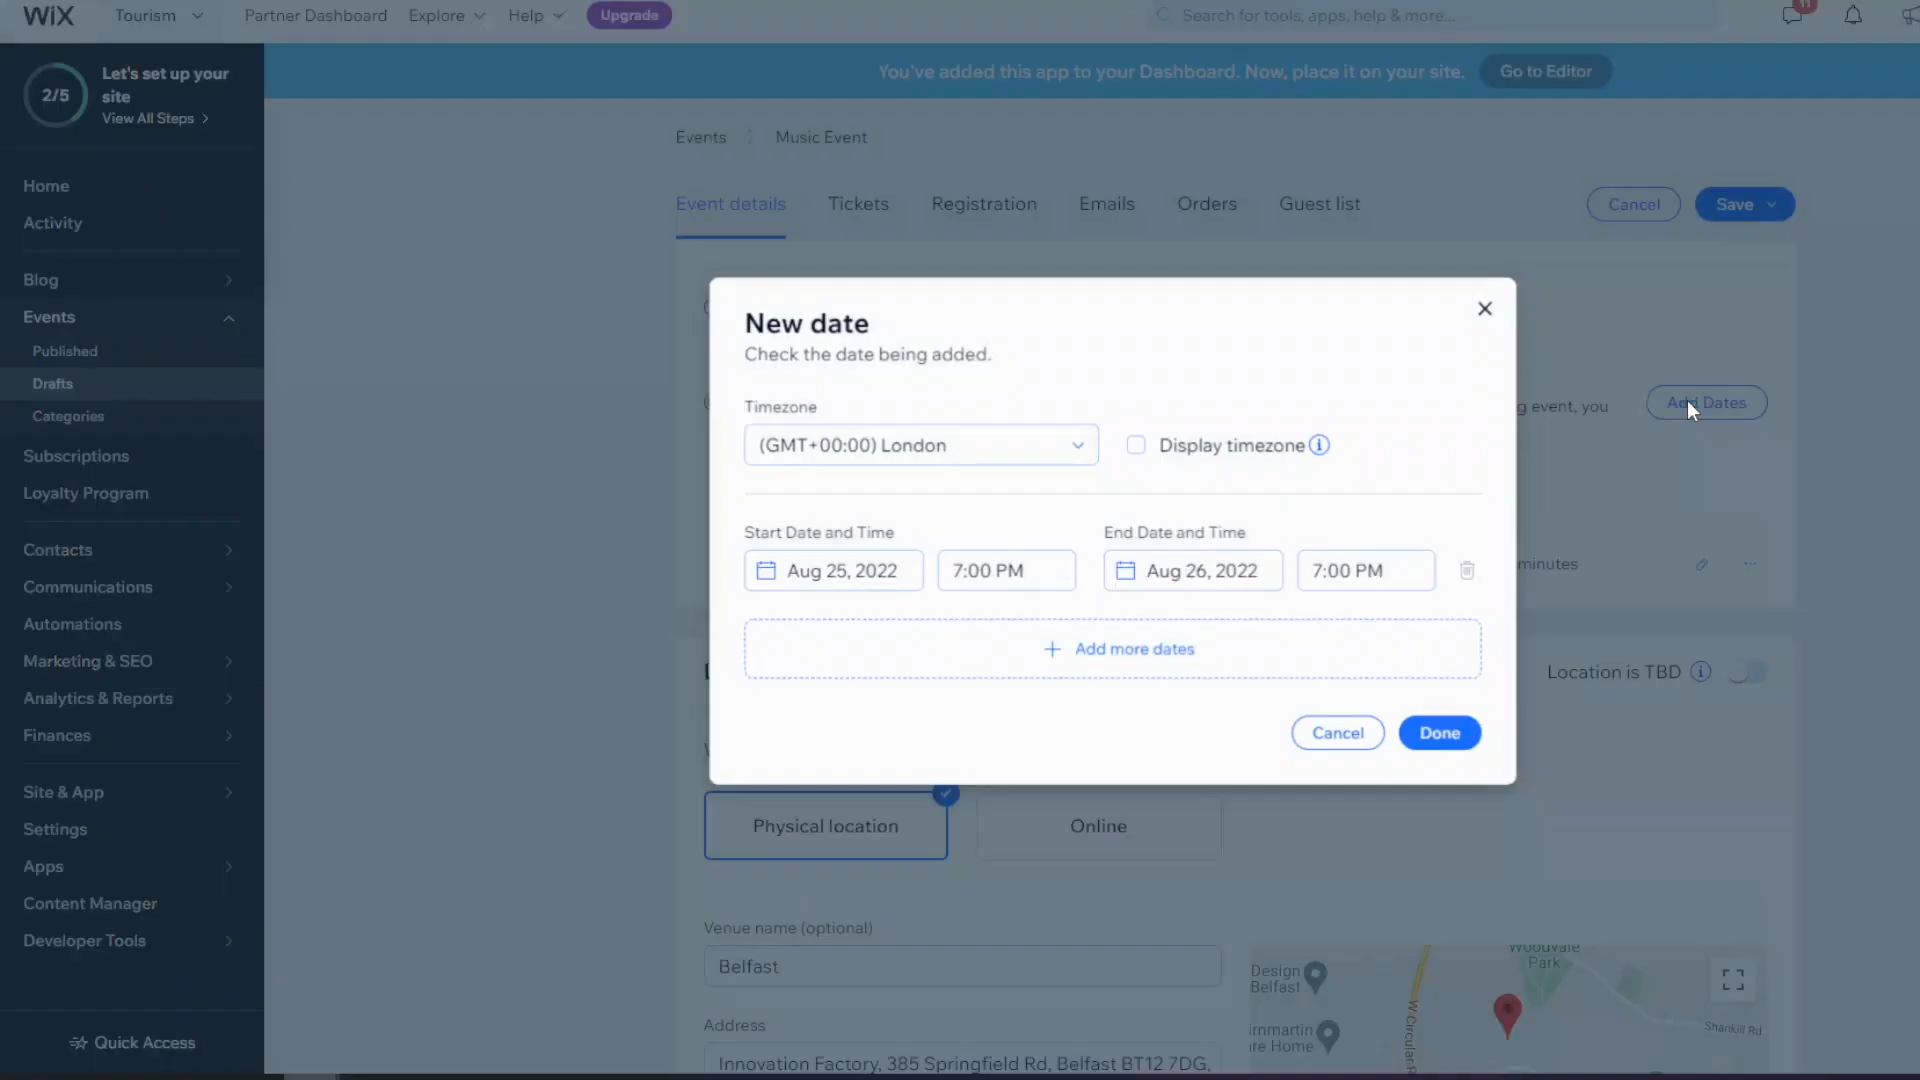 WiX
Tourism
Partner Dashboard
Explore
Help
Upgrade
Search for tools, apps, help & more...
11
2/5
Let's set up your
site
View All Steps
You've added this app to your Dashboard. Now, place it on your site.
Go to Editor
Home
Activity
Blog
Events
Published
Drafts
Categories
Subscriptions
Loyalty Program
Contacts
Communications
Automations
Marketing & SEO
Analytics & Reports
Finances
Site & App
Settings
Apps
Content Manager
Developer Tools
Quick Access
Events
Music Event
Event details
Tickets
Registration
Emails
Orders
Guest list
Cancel
Save
g event, you
Add Dates
minutes
New date
Check the date being added.
Timezone
(GMT+00:00) London
Display timezone
Start Date and Time
End Date and Time
Aug 25, 2022
7:00 PM
Aug 26, 2022
7:00 PM
+ Add more dates
Cancel
Done
Location is TBD
Physical location
Online
Venue name (optional)
Belfast
Address
Innovation Factory, 385 Springfield Rd, Belfast BT12 7DG,
Woodvale
Park
Design
Belfast
irnmartin
re Home
W Circular R
Shankill Rd